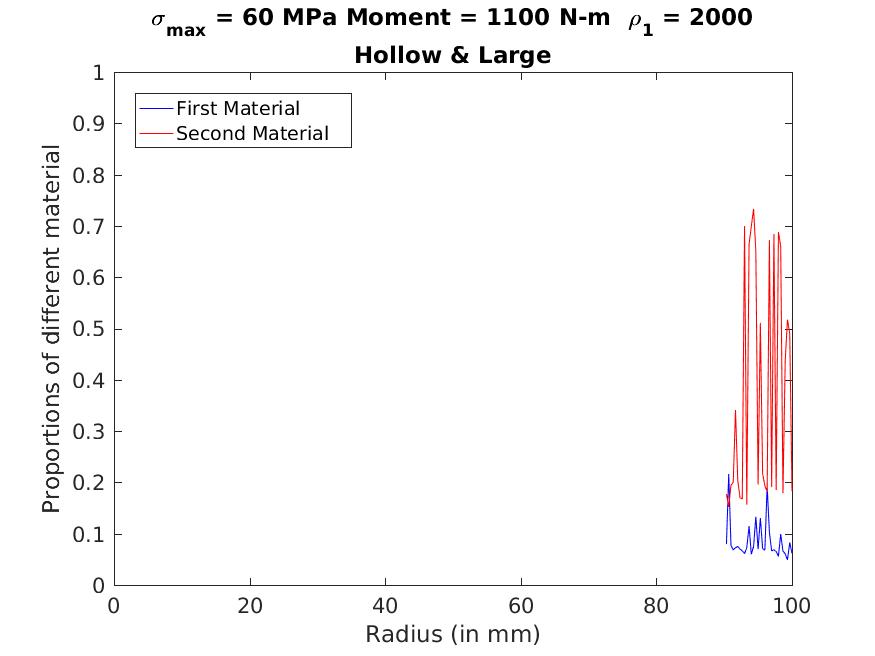 σmax = 60 MPa Moment = 1100 N-m ρ1 = 2000
Hollow & Large
1
0.9
0.8
0.7
0.6
0.5
0.4
0.3
0.2
0.1
0
First Material
Second Material
Proportions of different material
0 20 40 60 80 100
Radius (in mm)